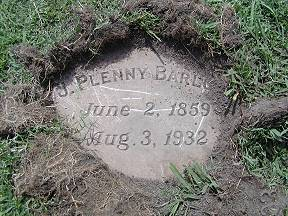 J. PLENNY
June 2, 1859
Aug. 3, 1932